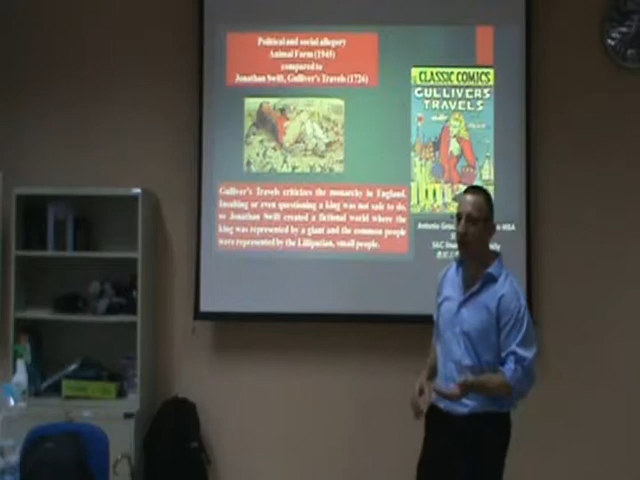 Political and social allegory
Animal Farm (1945)
compared to
Jonathan Swift, Gulliver's Travels (1726)
CLASSIC COMICS
GULLIVER'S
TRAVELS
Gulliver's Travels criticizes the monarchy in England.
Insulting or even questioning a king was not safe to do,
so Jonathan Swift created a fictional world where the
king was represented by a giant and the common people
were represented by the Lilliputian, small people.
Antonio
MBA
S&C